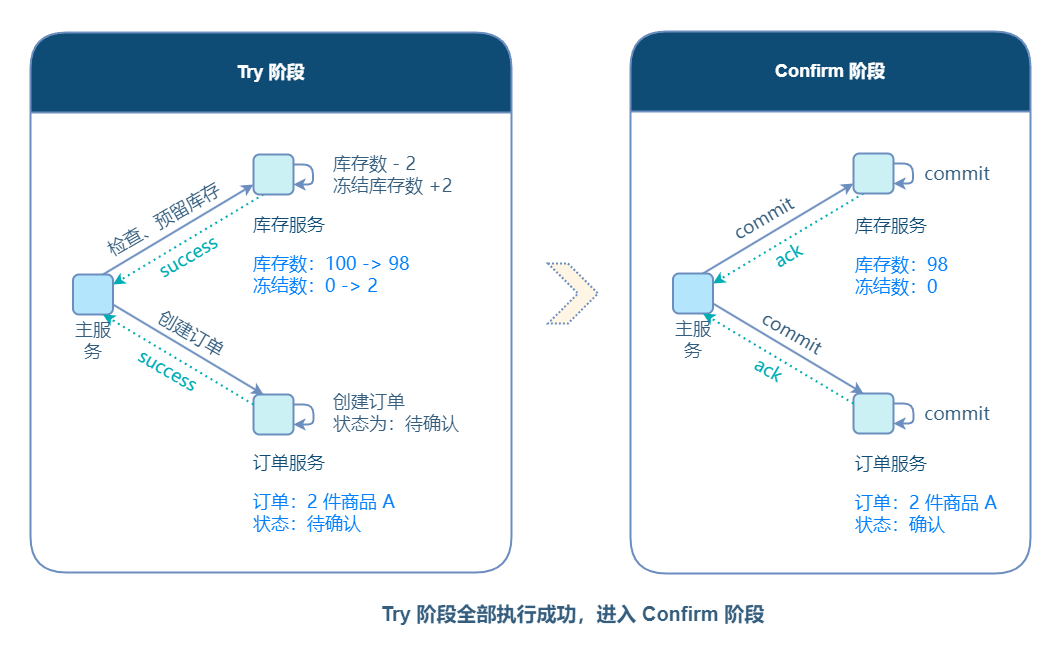 Try 阶段
库存数 - 2
冻结库存数 +2
检查、预留库存
success
库存服务
库存数：100 -> 98
冻结数：0 -> 2
主服
务
创建订单
success
创建订单
状态为：待确认
订单服务
订单：2 件商品 A
状态：待确认
Confirm 阶段
commit
commit
ack
库存服务
库存数：98
冻结数：0
主服
务
commit
ack
commit
订单服务
订单：2 件商品 A
状态：确认
Try 阶段全部执行成功，进入 Confirm 阶段